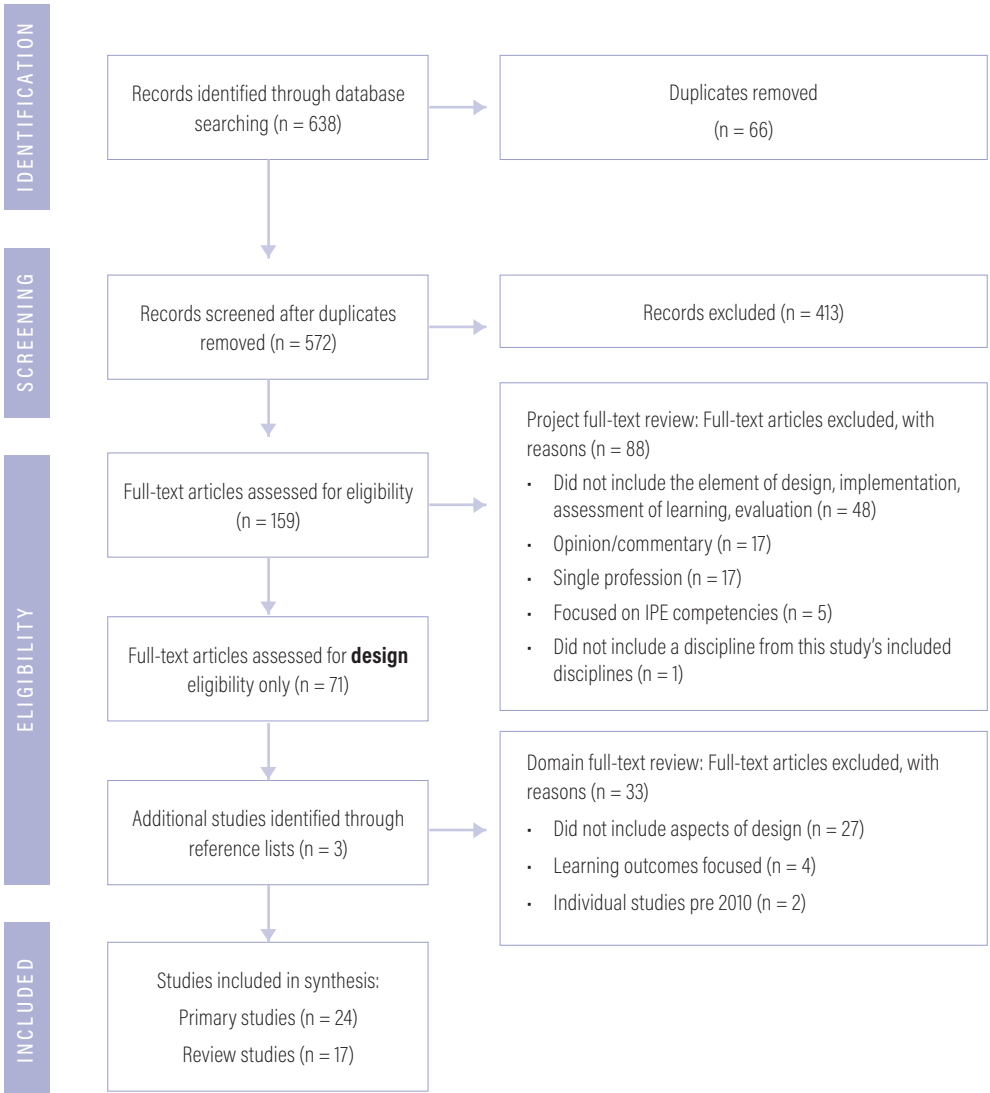 IDENTIFICATION
Records identified through database
searching (n = 638)
Duplicates removed
(n = 66)
SCREENING
Records screened after duplicates
removed (n = 572)
Records excluded (n = 413)
ELIGIBILITY
Full-text articles assessed for eligibility
(n = 159)
Project full-text review: Full-text articles excluded, with
reasons (n = 88)
• Did not include the element of design, implementation,
assessment of learning, evaluation (n = 48)
• Opinion/commentary (n = 17)
• Single profession (n = 17)
• Focused on IPE competencies (n = 5)
• Did not include a discipline from this study's included
disciplines (n = 1)
Full-text articles assessed for design
eligibility only (n = 71)
Additional studies identified through
reference lists (n = 3)
Domain full-text review: Full-text articles excluded, with
reasons (n = 33)
• Did not include aspects of design (n = 27)
• Learning outcomes focused (n = 4)
• Individual studies pre 2010 (n = 2)
INCLUDED
Studies included in synthesis:
Primary studies (n = 24)
Review studies (n = 17)